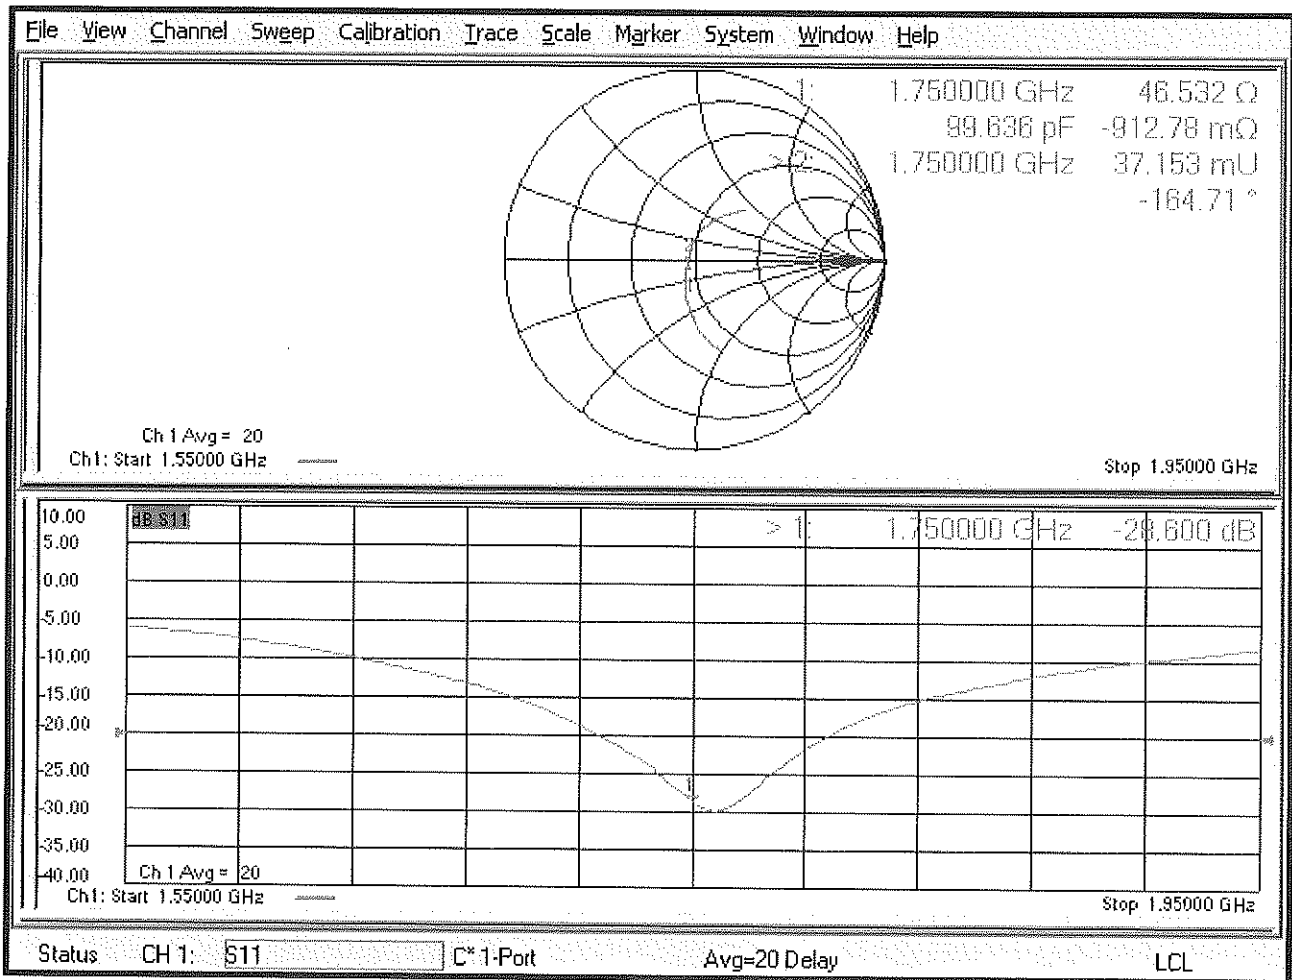 File View Channel Sweep Calibration Trace Scale Marker System Window Help
1: 1.750000 GHz 46.532 Ω
99.636 pF -912.78 mΩ
> 2: 1.750000 GHz 37.153 mU
-164.71 °
Ch 1 Avg = 20
Ch1: Start 1.55000 GHz
Stop 1.95000 GHz
10.00
dB S11
> 1: 1.750000 GHz -28.600 dB
5.00
0.00
-5.00
-10.00
-15.00
-20.00
-25.00
1
-30.00
-35.00
-40.00
Ch 1 Avg = 20
Ch1: Start 1.55000 GHz
Stop 1.95000 GHz
Status CH 1: S11 C* 1-Port Avg=20 Delay LCL